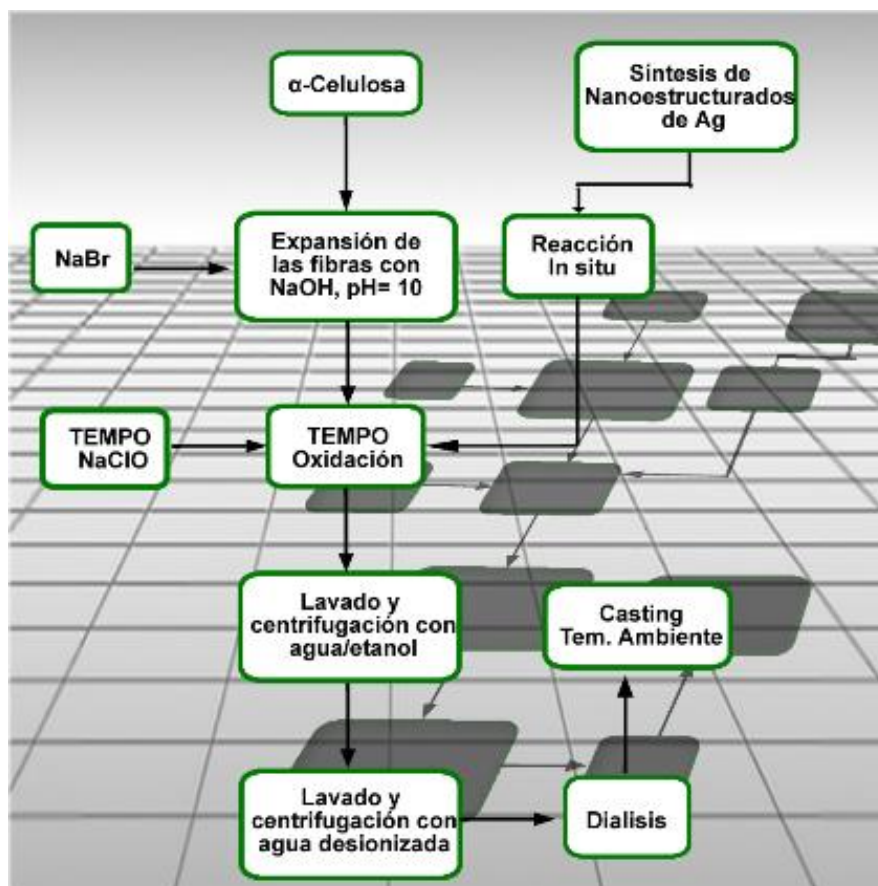 α-Celulosa
Síntesis de
Nanoestructurados
de Ag
NaBr
Expansión de
las fibras con
NaOH, pH= 10
Reacción
In situ
TEMPO
NaClO
TEMPO
Oxidación
Lavado y
centrifugación con
agua/etanol
Casting
Tem. Ambiente
Lavado y
centrifugación con
agua desionizada
Dialisis